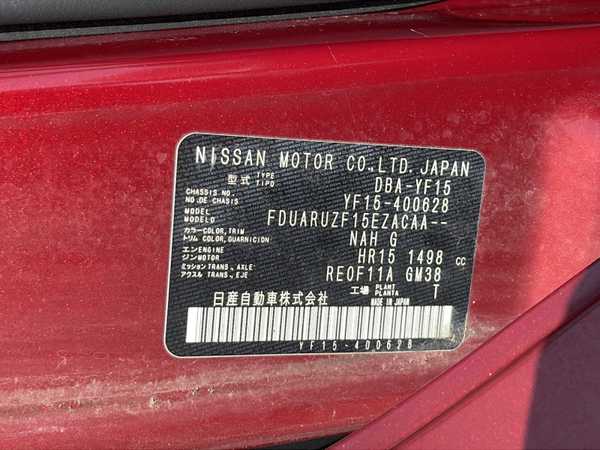 NISSAN MOTOR CO.,LTD. JAPAN
型式 TYPE TIPO DBA-YF15
CHASSIS NO. NO.DE CHASSIS YF15-400628
MODEL MODELO FDUARUZF15EZACAA--
カラー COLOR, TRIM トリム COLOR, GUARNICION NAH G
エンジン ENGINE MOTOR HR15 1498 cc
ミッション TRANS., AXLE アクスル TRANS., EJE RE0F11A GM38
工場 PLANT PLANTA T
日産自動車株式会社 MADE IN JAPAN
YF15-400628